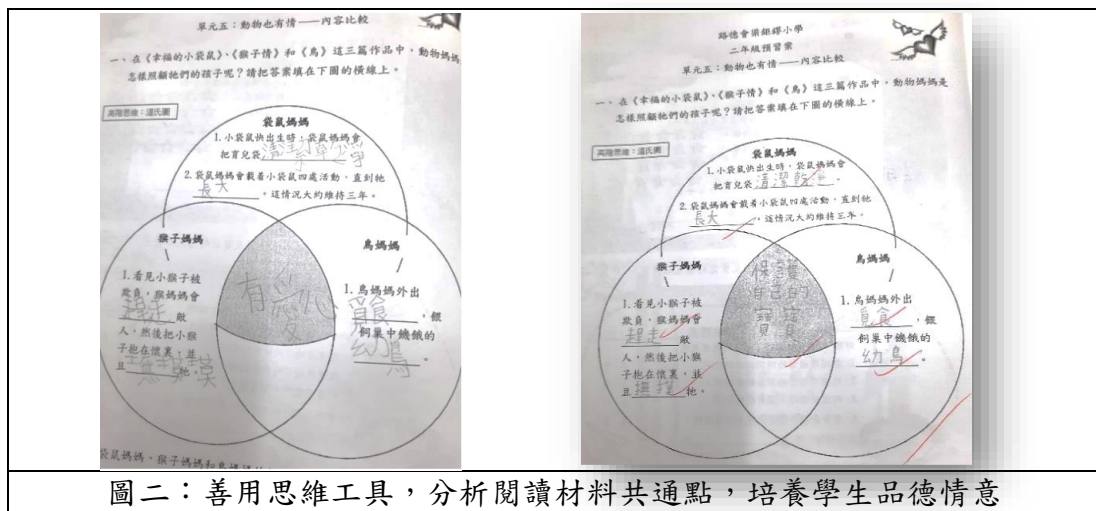 單元五：動物也有情——內容比較
一、在《幸福的小袋鼠》、《猴子情》和《鳥》這三篇作品中，動物媽媽
怎樣照顧牠們的孩子呢？請把答案填在下圖的橫線上。
高階思維：溫氏圖
袋鼠媽媽
1. 小袋鼠快出生時，袋鼠媽媽會
把育兒袋清潔乾淨
2. 袋鼠媽媽會載着小袋鼠四處活動，直到牠
長大。這情況大約維持三年。
猴子媽媽
1. 看見小猴子被
欺負，猴媽媽會
趕走敵
人，然後把小猴
子抱在懷裏，並
且撫摸牠。
有愛心
鳥媽媽
1. 鳥媽媽外出
覓食，餵
飼巢中饑餓的
幼鳥。
袋鼠媽媽、猴子媽媽和鳥媽媽
路德會梁鉅鏐小學
二年級預習案
單元五：動物也有情——內容比較
一、在《幸福的小袋鼠》、《猴子情》和《鳥》這三篇作品中，動物媽媽是
怎樣照顧牠們的孩子呢？請把答案填在下圖的橫線上。
高階思維：溫氏圖
袋鼠媽媽
1. 小袋鼠快出生時，袋鼠媽媽會
把育兒袋清潔乾淨。
2. 袋鼠媽媽會載着小袋鼠四處活動，直到牠
長大。這情況大約維持三年。
猴子媽媽
1. 看見小猴子被
欺負，猴媽媽會
趕走敵
人，然後把小猴
子抱在懷裏，並
且撫摸牠。
保護
自己的
寶寶
鳥媽媽
1. 鳥媽媽外出
覓食，餵
飼巢中饑餓的
幼鳥。
圖二：善用思維工具，分析閱讀材料共通點，培養學生品德情意